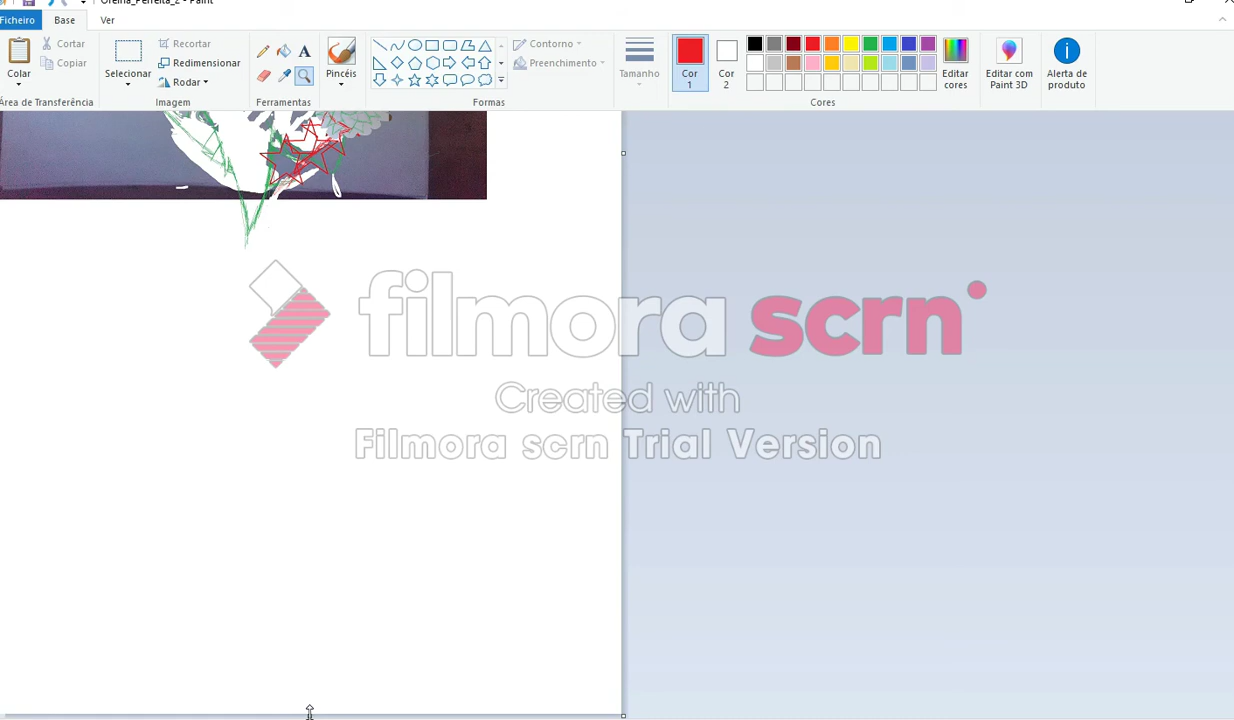 Orelha_Perfeita_2 - Paint
Ficheiro Base Ver
Colar
Cortar
Copiar
Área de Transferência
Selecionar
Recortar
Redimensionar
Rodar
Imagem
A
Ferramentas
Pincéis
Contorno
Preenchimento
Formas
Tamanho
Cor
1
Cor
2
Editar
cores
Cores
Editar com
Paint 3D
Alerta de
produto
filmora scrn
Created with
Filmora scrn Trial Version